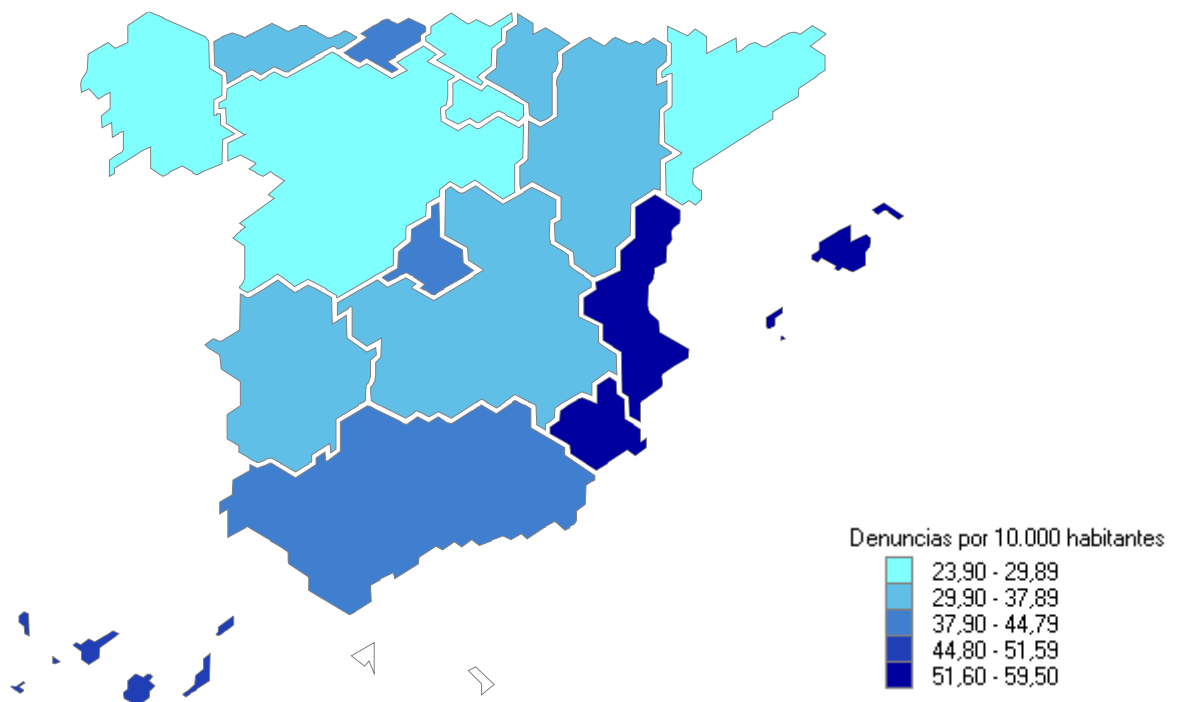 Denuncias por 10.000 habitantes
23,90 - 29,89
29,90 - 37,89
37,90 - 44,79
44,80 - 51,59
51,60 - 59,50